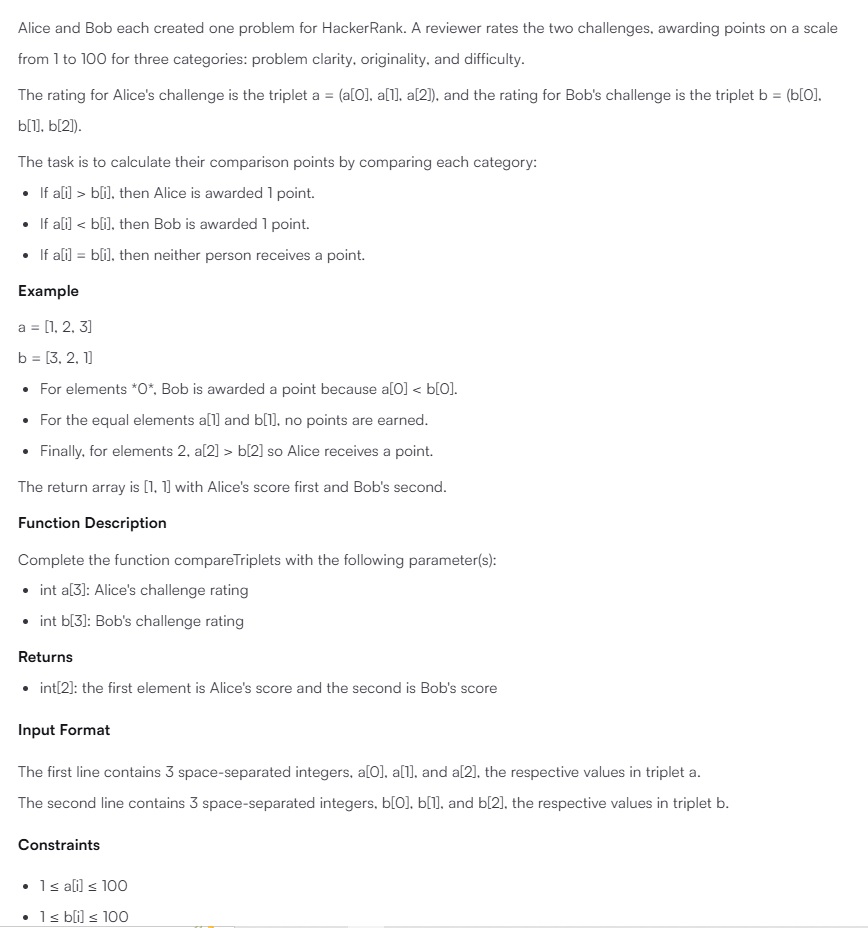 Alice and Bob each created one problem for HackerRank. A reviewer rates the two challenges, awarding points on a scale
from 1 to 100 for three categories: problem clarity, originality, and difficulty.
The rating for Alice's challenge is the triplet a = (a[0], a[1], a[2]), and the rating for Bob's challenge is the triplet b = (b[0],
b[1], b[2]).
The task is to calculate their comparison points by comparing each category:
• If a[i] > b[i], then Alice is awarded 1 point.
• If a[i] < b[i], then Bob is awarded 1 point.
• If a[i] = b[i], then neither person receives a point.
Example
a = [1, 2, 3]
b = [3, 2, 1]
• For elements *0*, Bob is awarded a point because a[0] < b[0].
• For the equal elements a[1] and b[1], no points are earned.
• Finally, for elements 2, a[2] > b[2] so Alice receives a point.
The return array is [1, 1] with Alice's score first and Bob's second.
Function Description
Complete the function compareTriplets with the following parameter(s):
• int a[3]: Alice's challenge rating
• int b[3]: Bob's challenge rating
Returns
• int[2]: the first element is Alice's score and the second is Bob's score
Input Format
The first line contains 3 space-separated integers, a[0], a[1], and a[2], the respective values in triplet a.
The second line contains 3 space-separated integers, b[0], b[1], and b[2], the respective values in triplet b.
Constraints
• 1 ≤ a[i] ≤ 100
• 1 ≤ b[i] ≤ 100